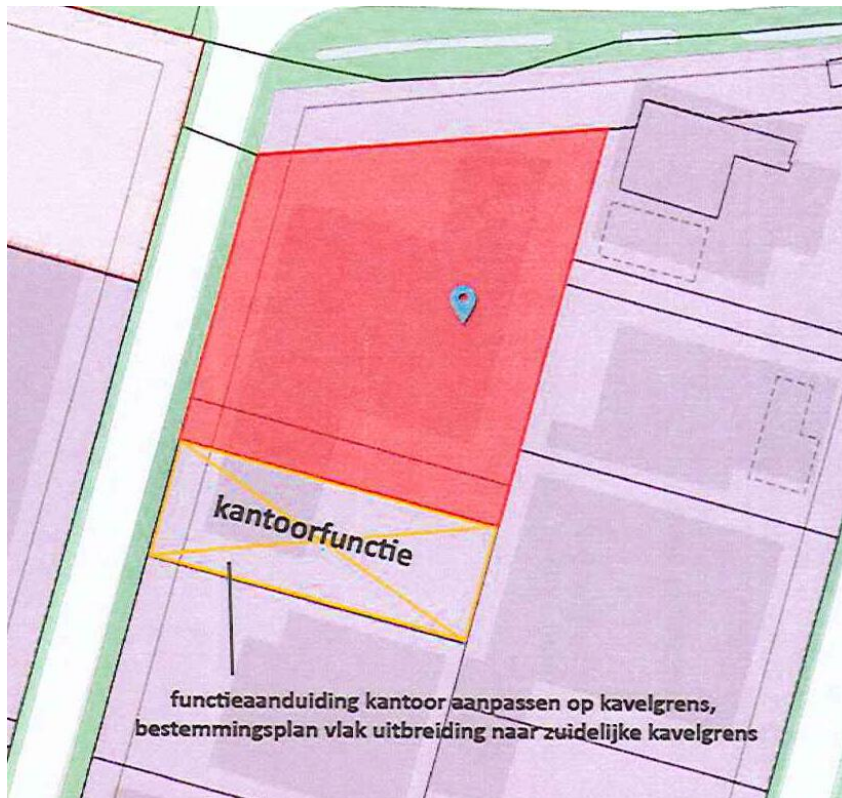 kantoorfunctie
functieaanduiding kantoor aanpassen op kavelgrens,
bestemmingsplan vlak uitbreiding naar zuidelijke kavelgrens